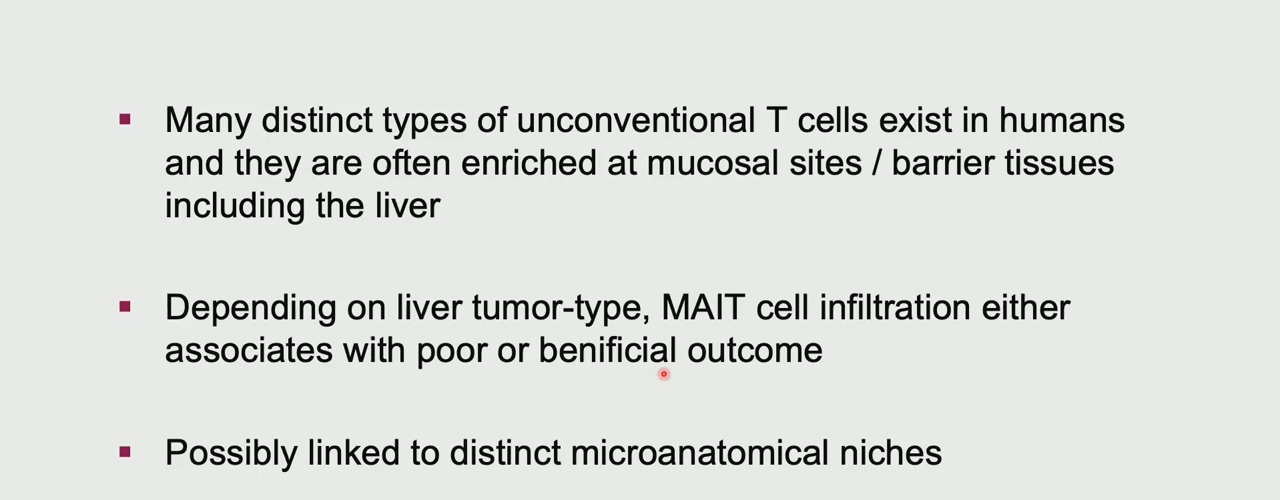 ▪ Many distinct types of unconventional T cells exist in humans
and they are often enriched at mucosal sites / barrier tissues
including the liver
▪ Depending on liver tumor-type, MAIT cell infiltration either
associates with poor or benificial outcome
▪ Possibly linked to distinct microanatomical niches